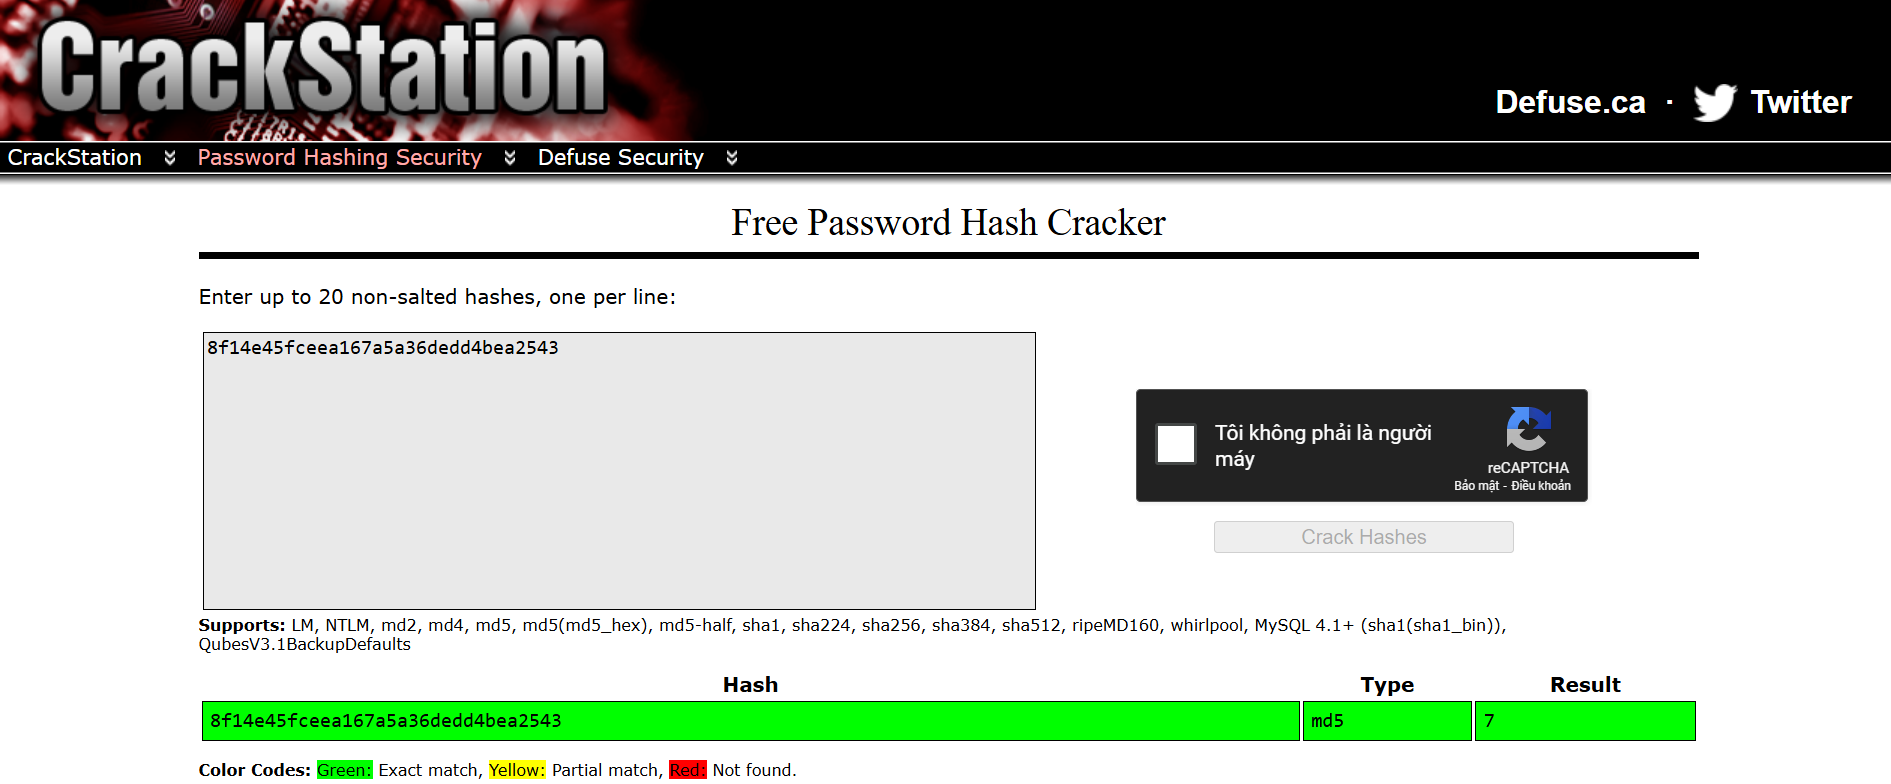 CrackStation
Defuse.ca · Twitter
CrackStation Password Hashing Security Defuse Security
Free Password Hash Cracker
Enter up to 20 non-salted hashes, one per line:
8f14e45fceea167a5a36dedd4bea2543
Tôi không phải là người
máy
reCAPTCHA
Bảo mật - Điều khoản
Crack Hashes
Supports: LM, NTLM, md2, md4, md5, md5(md5_hex), md5-half, sha1, sha224, sha256, sha384, sha512, ripeMD160, whirlpool, MySQL 4.1+ (sha1(sha1_bin)),
QubesV3.1BackupDefaults
Hash Type Result
8f14e45fceea167a5a36dedd4bea2543 md5 7
Color Codes: Green: Exact match, Yellow: Partial match, Red: Not found.